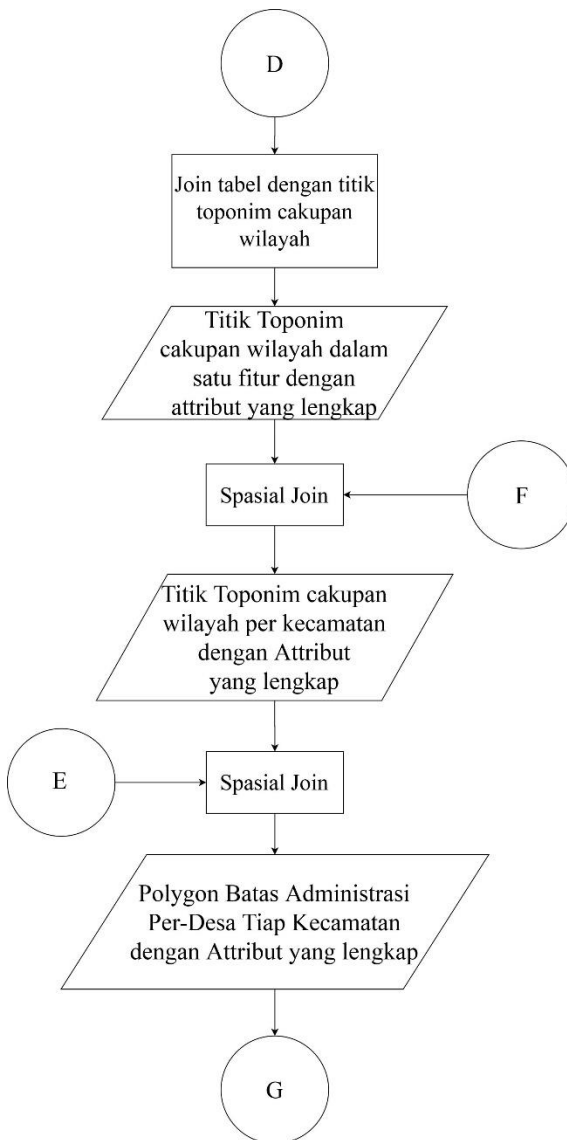 D
Join tabel dengan titik
toponim cakupan
wilayah
Titik Toponim
cakupan wilayah dalam
satu fitur dengan
attribut yang lengkap
Spasial Join
F
Titik Toponim cakupan
wilayah per kecamatan
dengan Attribut
yang lengkap
E
Spasial Join
Polygon Batas Administrasi
Per-Desa Tiap Kecamatan
dengan Attribut yang lengkap
G